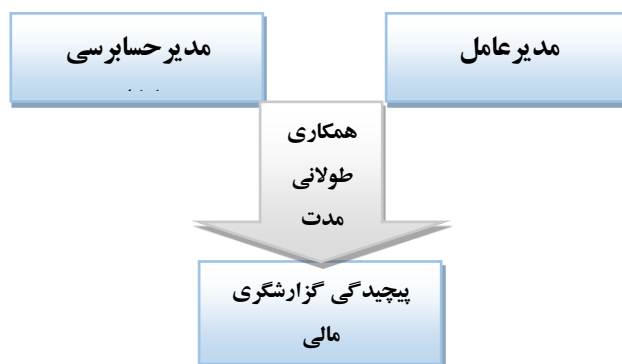 مدیرعامل
مدیرحسابرسی
همکاری
طولانی
مدت
پیچیدگی گزارشگری
مالی